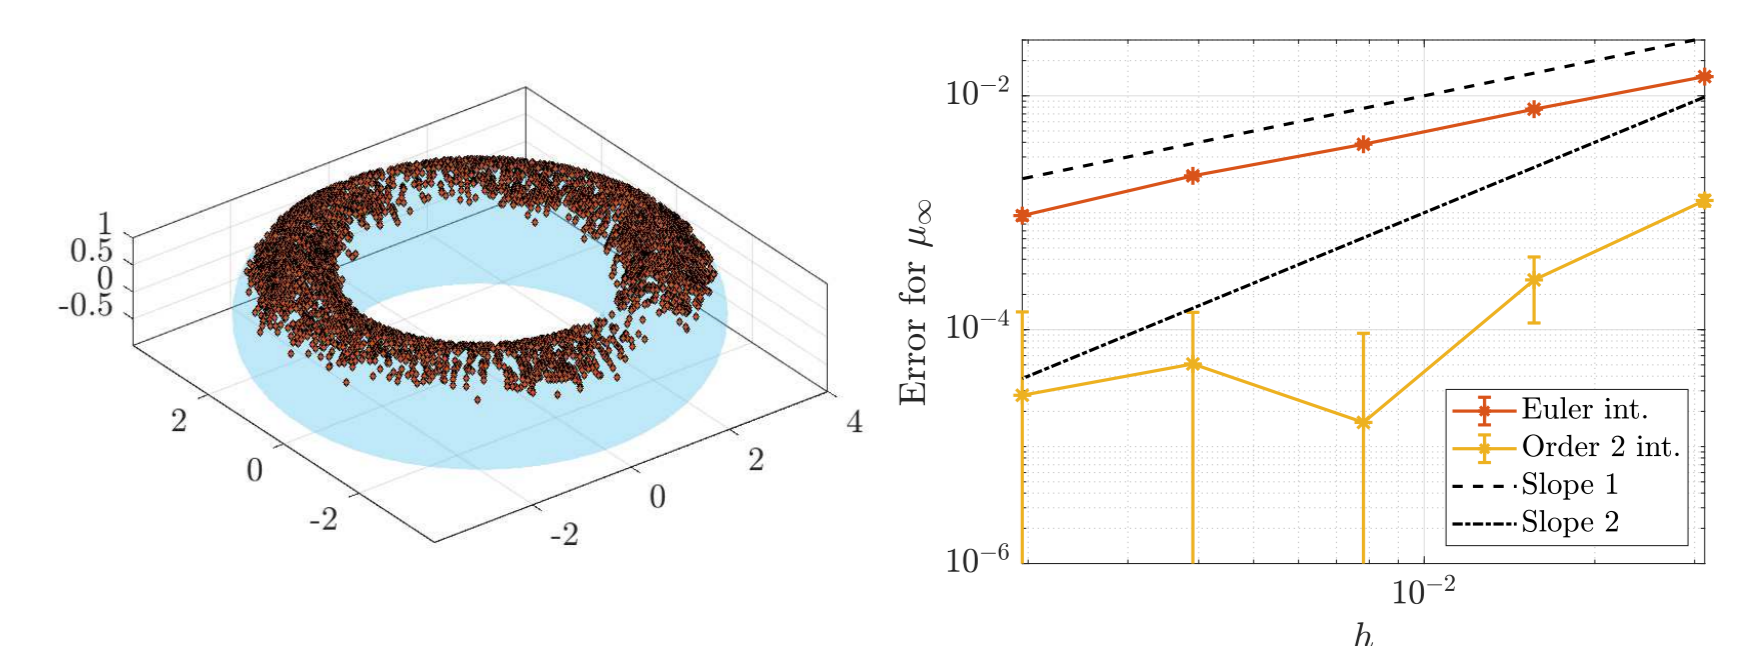 1
0.5
0
-0.5
2
0
-2
-2
0
2
4
Error for μ∞
10⁻²
10⁻⁴
10⁻⁶
10⁻²
h
Euler int.
Order 2 int.
Slope 1
Slope 2